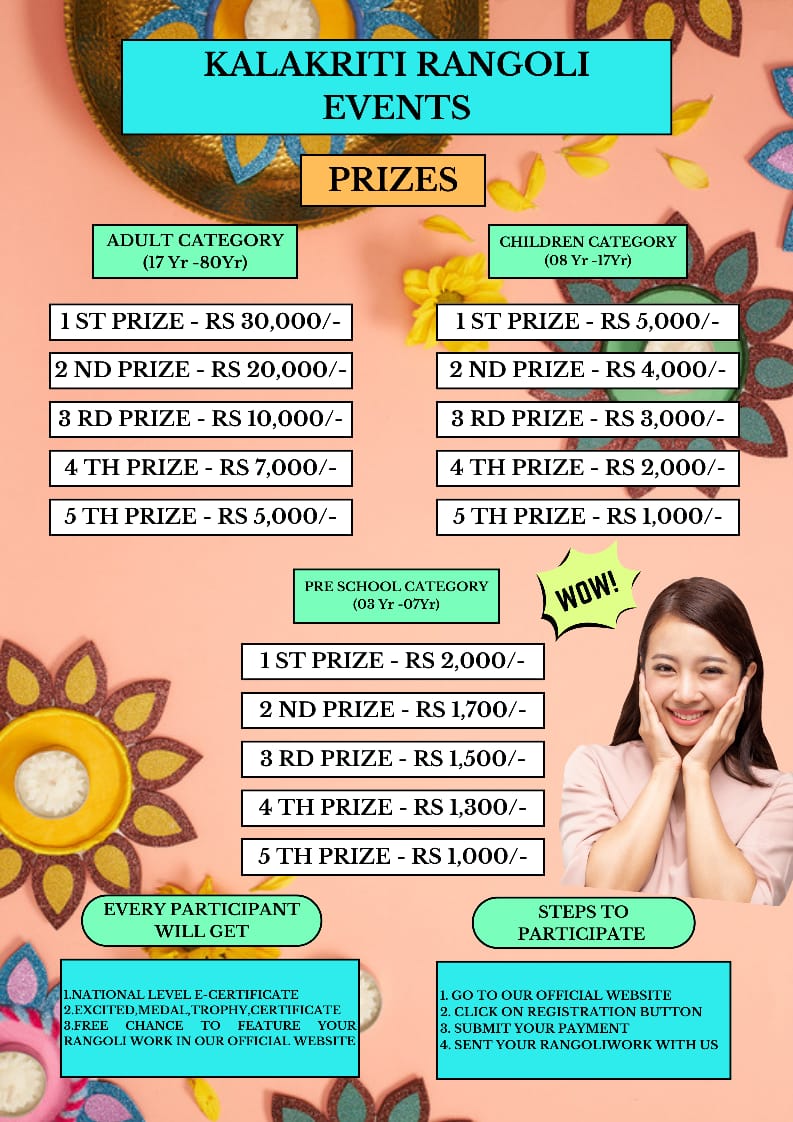 KALAKRITI RANGOLI
EVENTS
PRIZES
ADULT CATEGORY
(17 Yr -80Yr)
1 ST PRIZE - RS 30,000/-
2 ND PRIZE - RS 20,000/-
3 RD PRIZE - RS 10,000/-
4 TH PRIZE - RS 7,000/-
5 TH PRIZE - RS 5,000/-
CHILDREN CATEGORY
(08 Yr -17Yr)
1 ST PRIZE - RS 5,000/-
2 ND PRIZE - RS 4,000/-
3 RD PRIZE - RS 3,000/-
4 TH PRIZE - RS 2,000/-
5 TH PRIZE - RS 1,000/-
PRE SCHOOL CATEGORY
(03 Yr -07Yr)
1 ST PRIZE - RS 2,000/-
2 ND PRIZE - RS 1,700/-
3 RD PRIZE - RS 1,500/-
4 TH PRIZE - RS 1,300/-
5 TH PRIZE - RS 1,000/-
WOW!
EVERY PARTICIPANT
WILL GET
1.NATIONAL LEVEL E-CERTIFICATE
2.EXCITED,MEDAL,TROPHY,CERTIFICATE
3.FREE CHANCE TO FEATURE YOUR
RANGOLI WORK IN OUR OFFICIAL WEBSITE
STEPS TO
PARTICIPATE
1. GO TO OUR OFFICIAL WEBSITE
2. CLICK ON REGISTRATION BUTTON
3. SUBMIT YOUR PAYMENT
4. SENT YOUR RANGOLIWORK WITH US